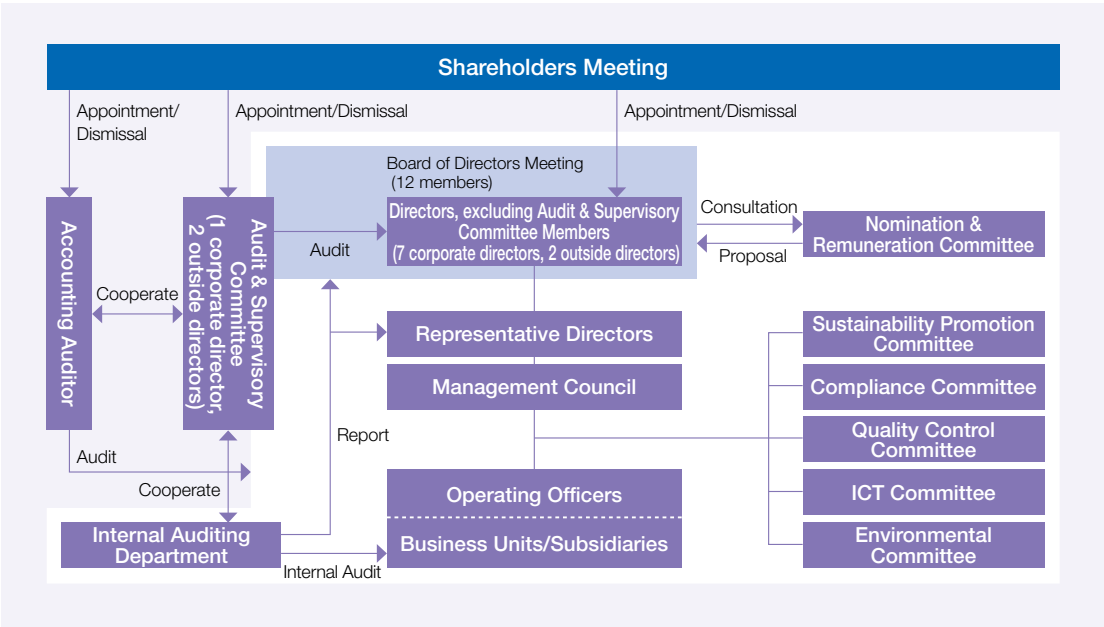 Shareholders Meeting
Appointment/
Dismissal
Appointment/Dismissal
Appointment/Dismissal
Board of Directors Meeting
(12 members)
Directors, excluding Audit & Supervisory
Committee Members
(7 corporate directors, 2 outside directors)
Consultation
Proposal
Nomination &
Remuneration Committee
Accounting Auditor
Cooperate
Audit & Supervisory
Committee
(1 corporate director,
2 outside directors)
Audit
Representative Directors
Management Council
Sustainability Promotion
Committee
Compliance Committee
Quality Control
Committee
ICT Committee
Environmental
Committee
Report
Audit
Cooperate
Operating Officers
Business Units/Subsidiaries
Internal Auditing
Department
Internal Audit